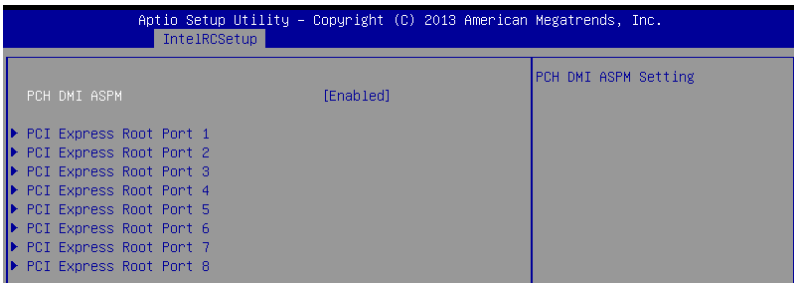 Aptio Setup Utility – Copyright (C) 2013 American Megatrends, Inc.
IntelRCSetup
PCH DMI ASPM [Enabled]
PCH DMI ASPM Setting
PCI Express Root Port 1
PCI Express Root Port 2
PCI Express Root Port 3
PCI Express Root Port 4
PCI Express Root Port 5
PCI Express Root Port 6
PCI Express Root Port 7
PCI Express Root Port 8